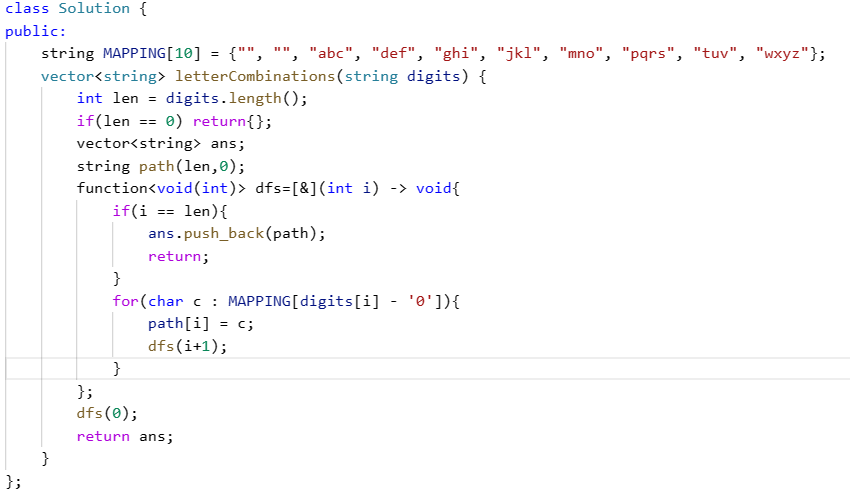 class Solution {
public:
    string MAPPING[10] = {"", "", "abc", "def", "ghi", "jkl", "mno", "pqrs", "tuv", "wxyz"};
    vector<string> letterCombinations(string digits) {
        int len = digits.length();
        if(len == 0) return{};
        vector<string> ans;
        string path(len,0);
        function<void(int)> dfs=[&](int i) -> void{
            if(i == len){
                ans.push_back(path);
                return;
            }
            for(char c : MAPPING[digits[i] - '0']){
                path[i] = c;
                dfs(i+1);
            }
        };
        dfs(0);
        return ans;
    }
};